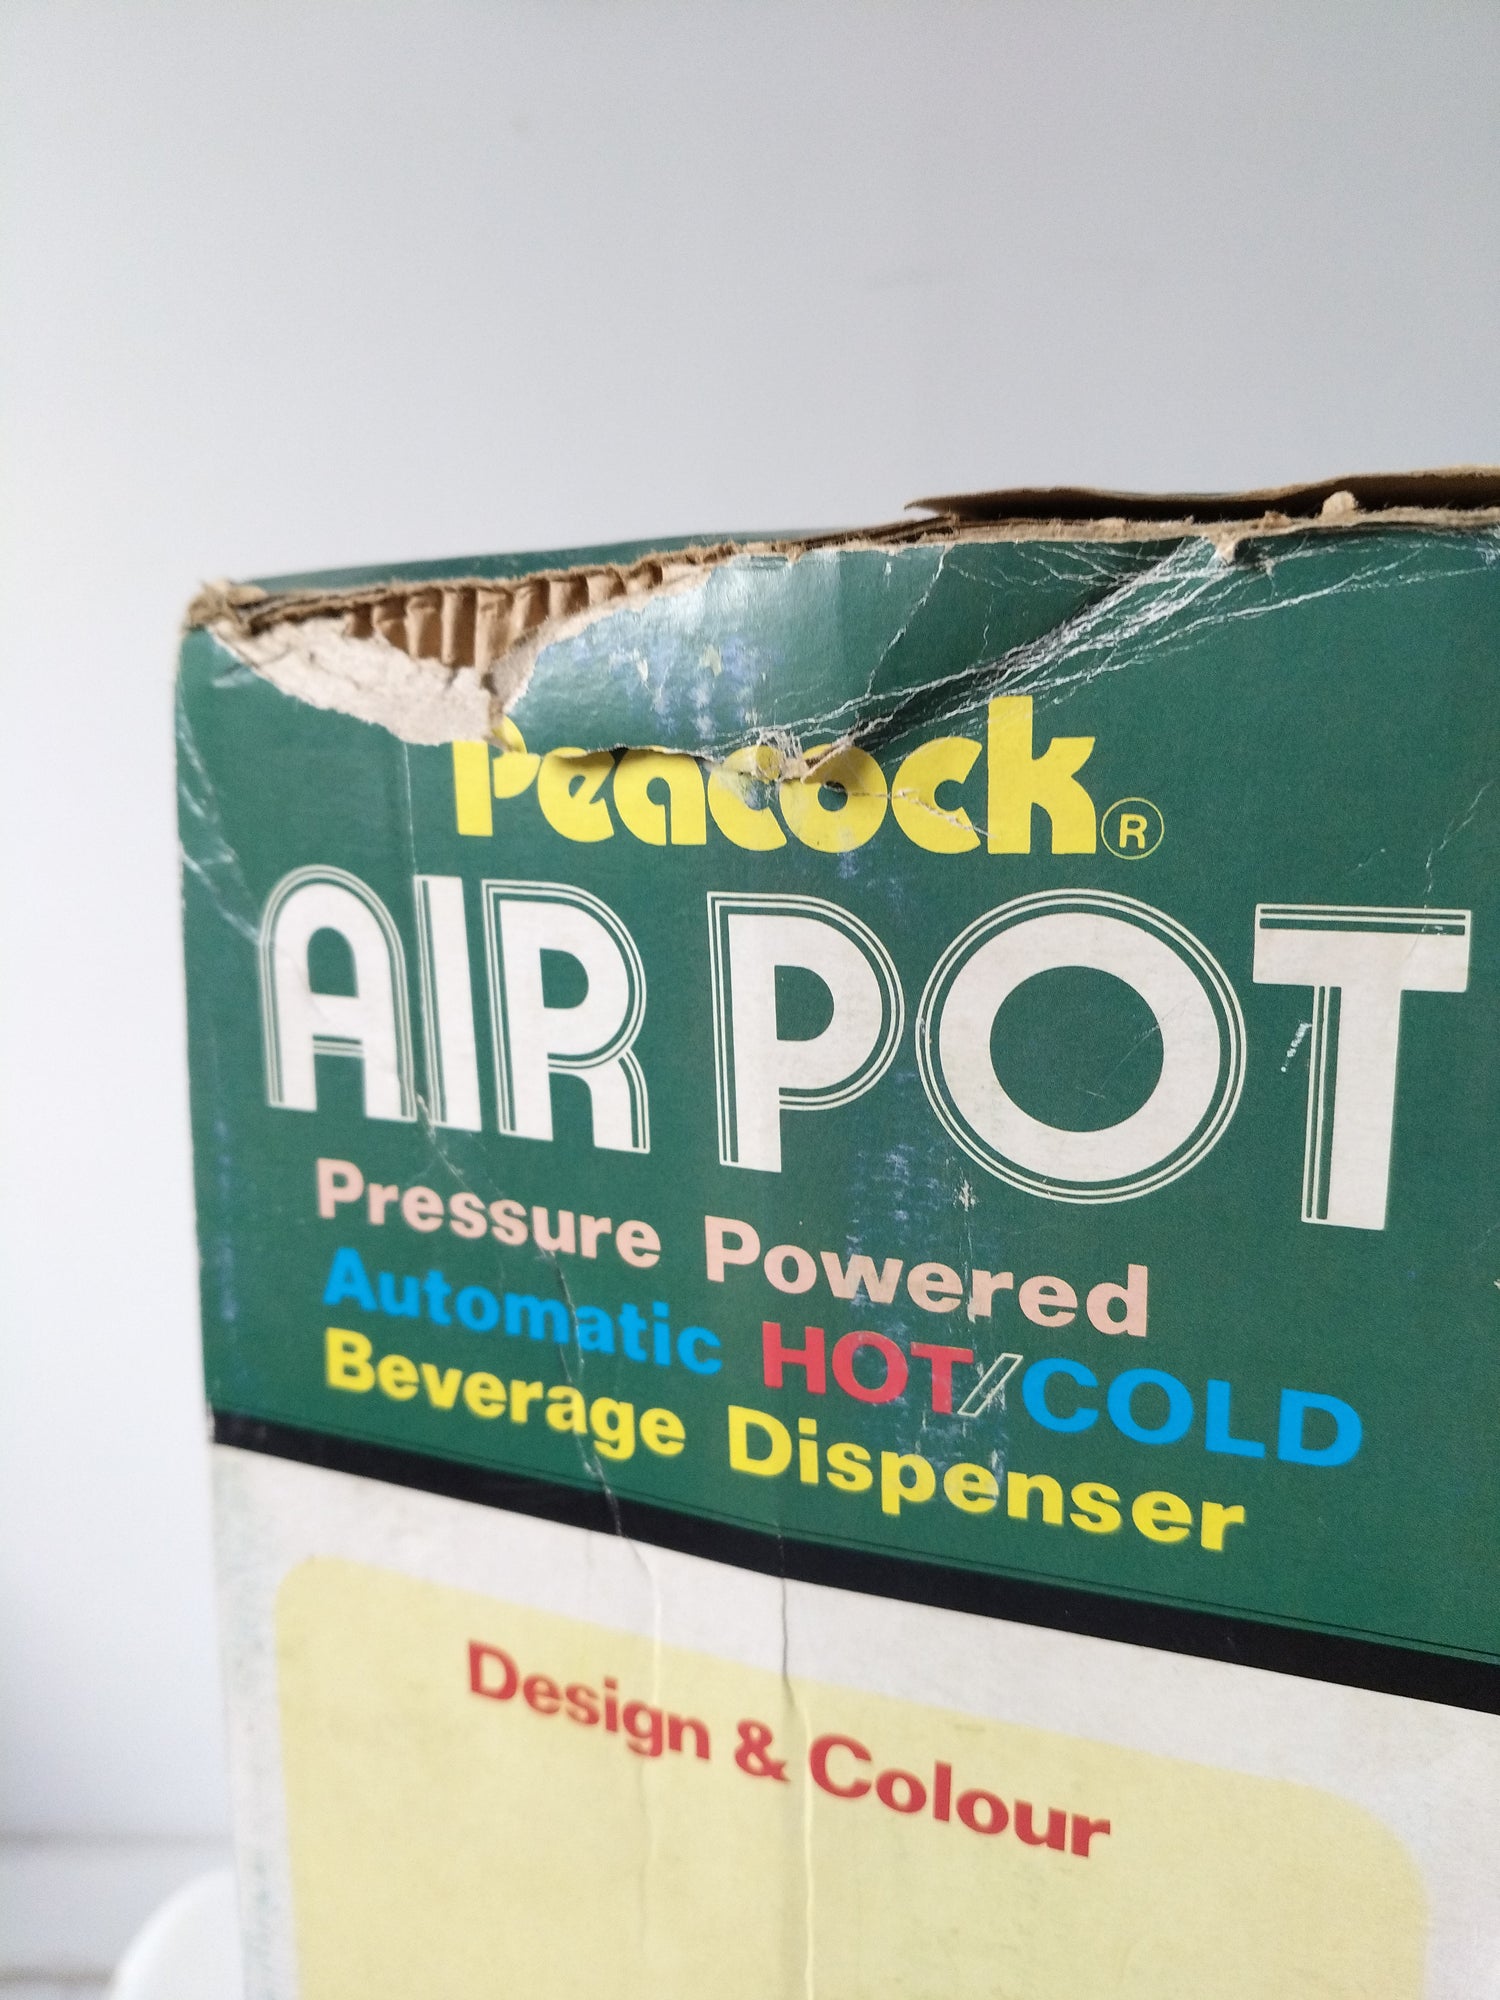 Peacock®
AIR POT
Pressure Powered
Automatic HOT/COLD
Beverage Dispenser
Design & Colour